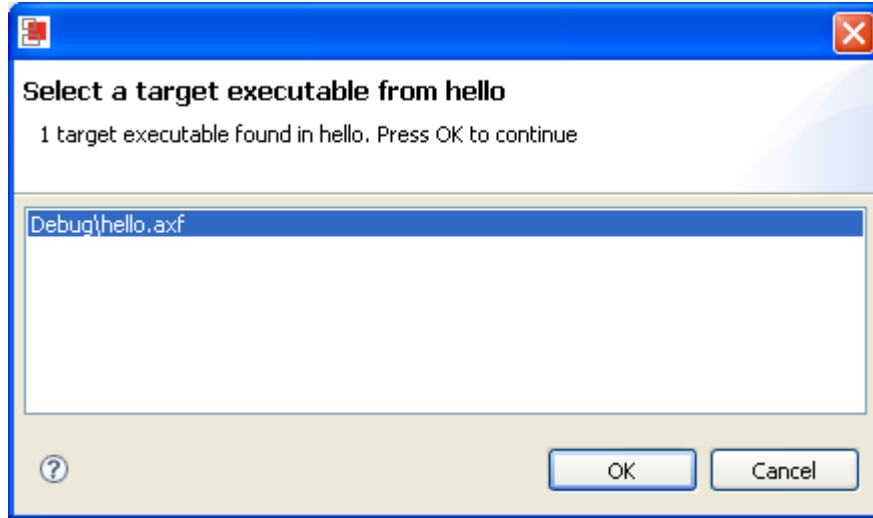 Select a target executable from hello
1 target executable found in hello. Press OK to continue
Debug\hello.axf
?
OK
Cancel